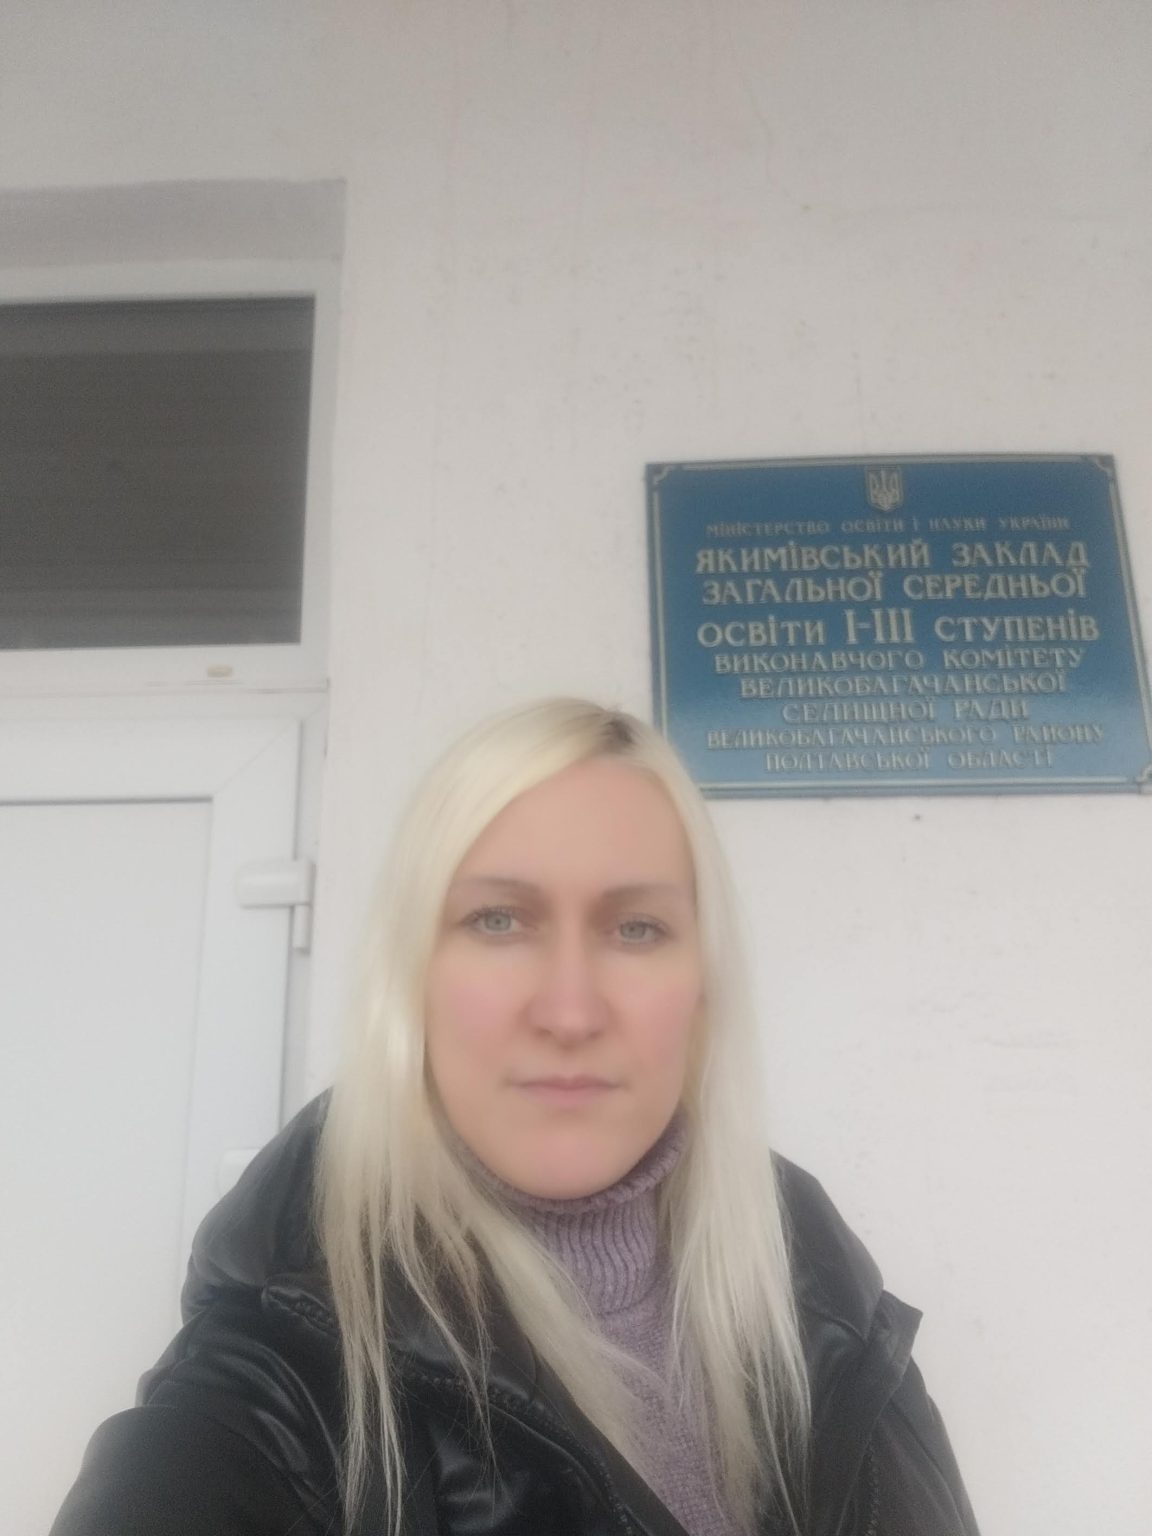 МІНІСТЕРСТВО ОСВІТИ І НАУКИ УКРАЇНИ
ЯКИМІВСЬКИЙ ЗАКЛАД
ЗАГАЛЬНОЇ СЕРЕДНЬОЇ
ОСВІТИ І-ІІІ СТУПЕНІВ
ВИКОНАВЧОГО КОМІТЕТУ
ВЕЛИКОБАГАЧАНСЬКОЇ
СЕЛИЩНОЇ РАДИ
ВЕЛИКОБАГАЧАНСЬКОГО РАЙОНУ
ПОЛТАВСЬКОЇ ОБЛАСТІ